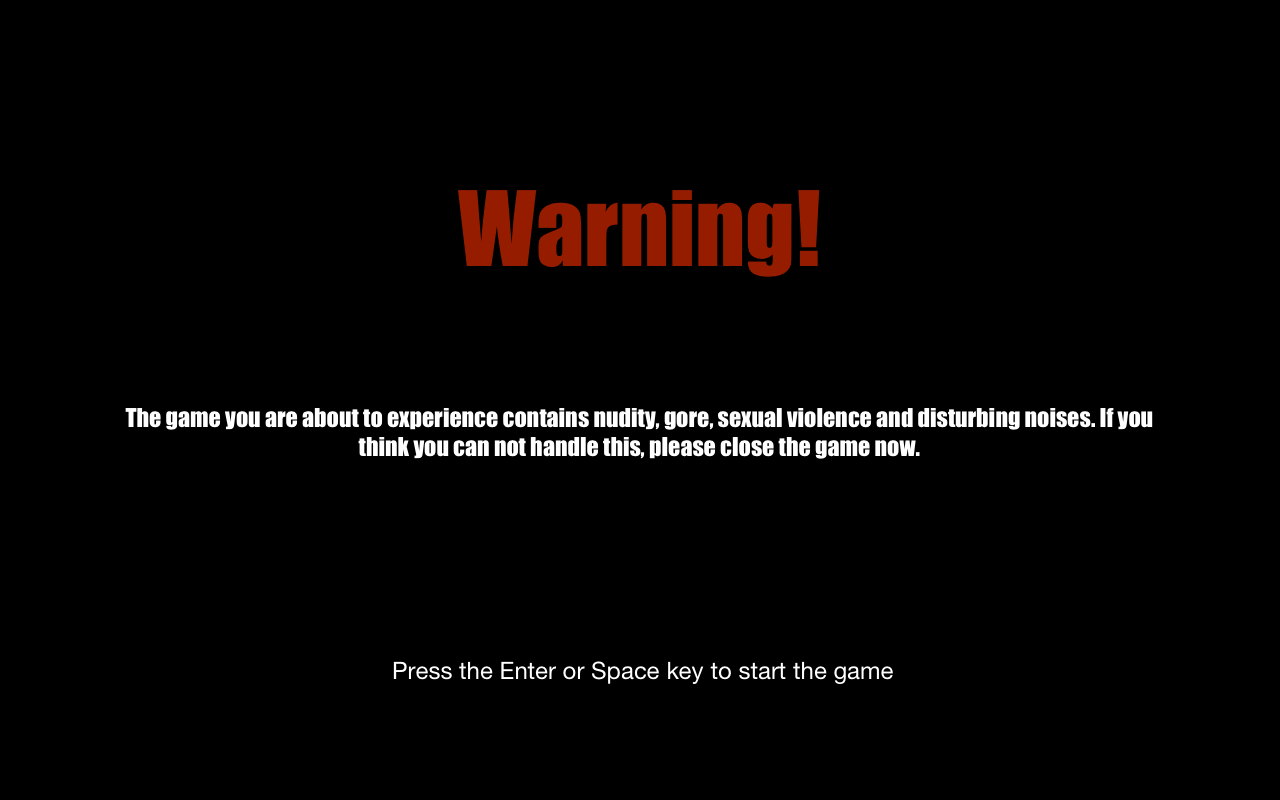 Warning!
The game you are about to experience contains nudity, gore, sexual violence and disturbing noises. If you
think you can not handle this, please close the game now.
Press the Enter or Space key to start the game